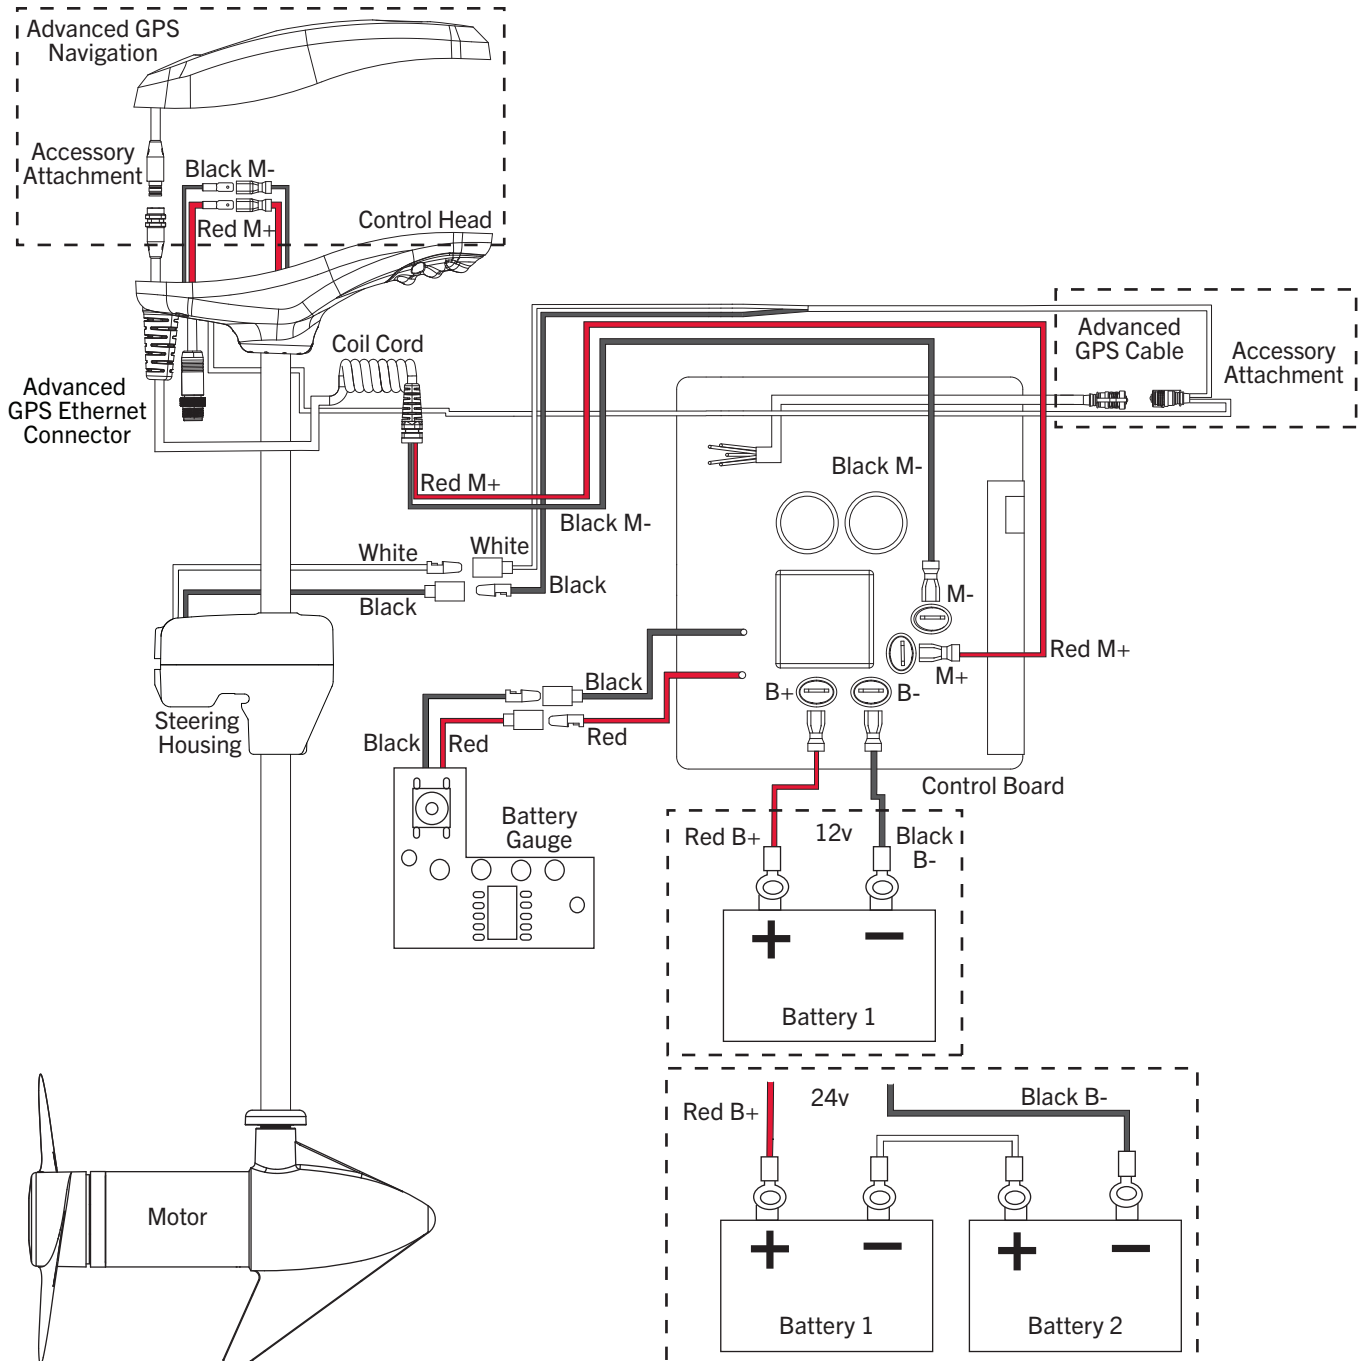 Advanced GPS
Navigation
Accessory
Attachment
Black M-
Red M+
Control Head
Coil Cord
Advanced
GPS Cable
Accessory
Attachment
Advanced
GPS Ethernet
Connector
Red M+
Black M-
Black M-
White
White
Black
Black
M-
Red M+
M+
B+
B-
Black
Red
Black
Red
Steering
Housing
Control Board
Battery
Gauge
Red B+
12v
Black
B-
+
−
Battery 1
Red B+
24v
Black B-
+
−
+
−
Battery 1
Battery 2
Motor